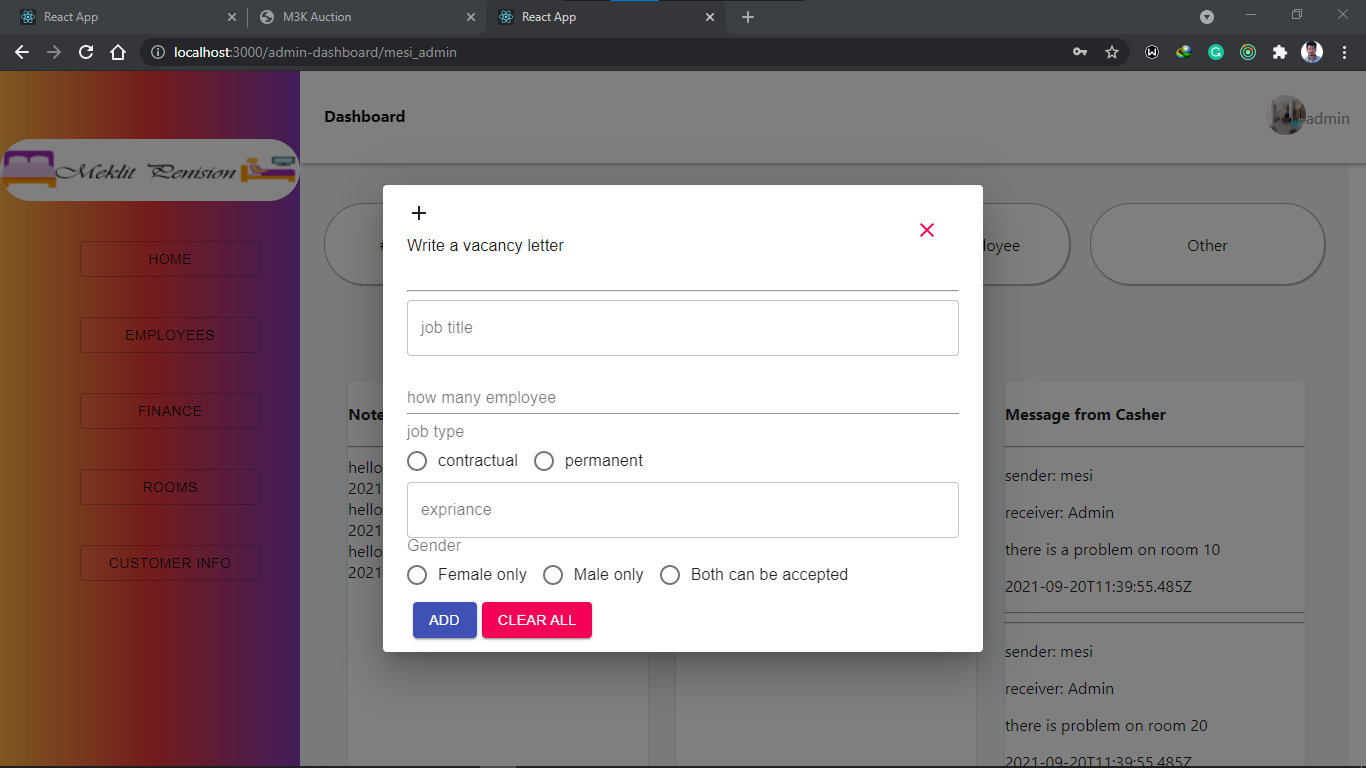 React App
M3K Auction
React App
localhost:3000/admin-dashboard/mesi_admin
Meklit Penision
HOME
EMPLOYEES
FINANCE
ROOMS
CUSTOMER INFO
Dashboard
admin
loyee
Other
Write a vacancy letter
job title
how many employee
job type
contractual permanent
expriance
Gender
Female only Male only Both can be accepted
ADD CLEAR ALL
Note
hello
2021
hello
2021
hello
2021
Message from Casher
sender: mesi
receiver: Admin
there is a problem on room 10
2021-09-20T11:39:55.485Z
sender: mesi
receiver: Admin
there is problem on room 20
2021-09-20T11:39:55.485Z